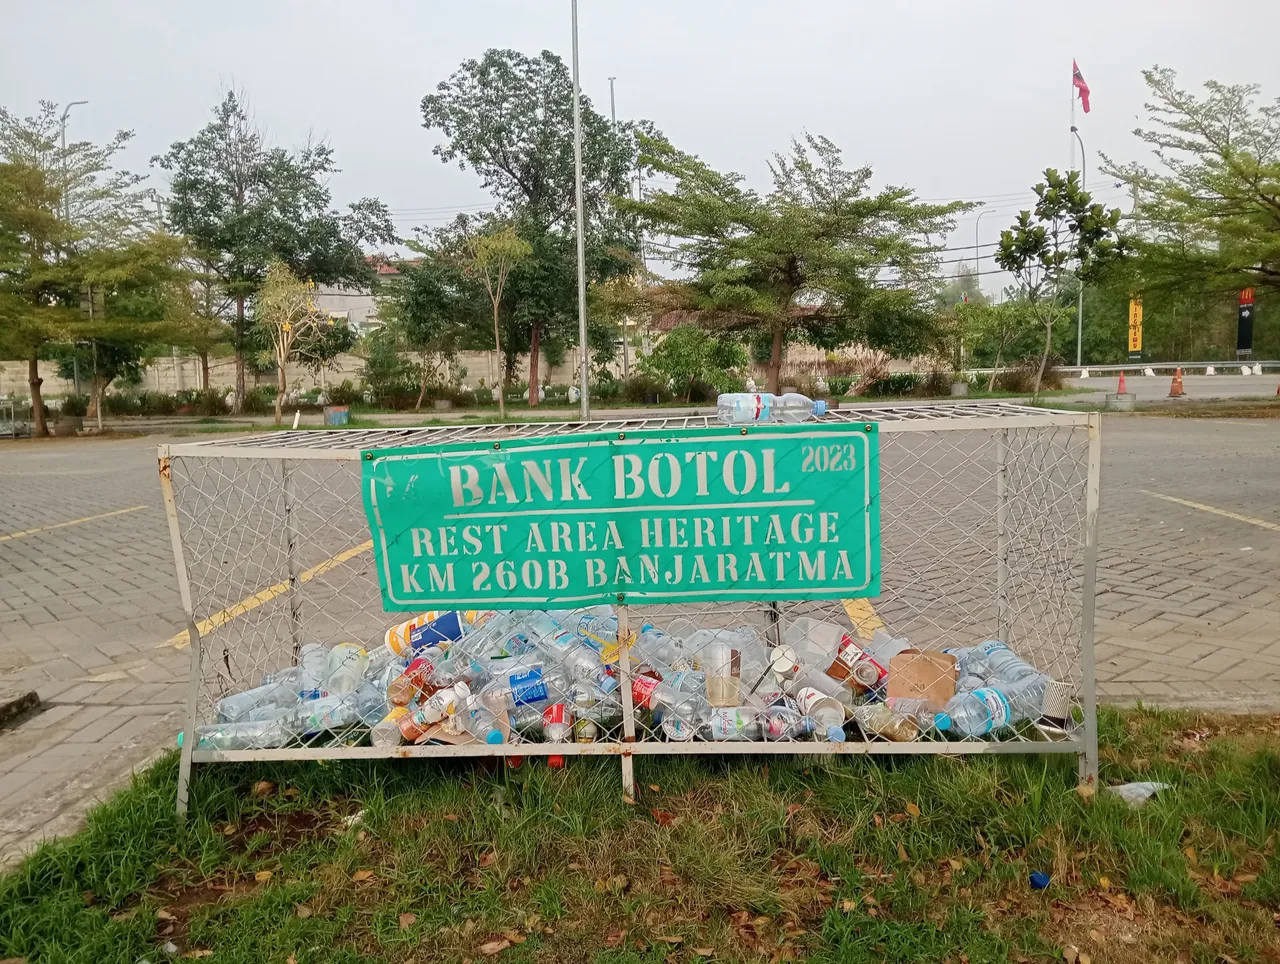 BANK BOTOL 2023
REST AREA HERITAGE
KM 260B BANJARATMA